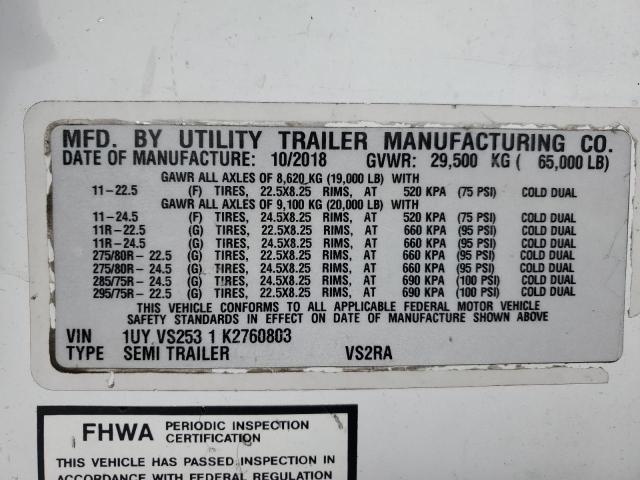 MFD. BY UTILITY TRAILER MANUFACTURING CO.
DATE OF MANUFACTURE: 10/2018 GVWR: 29,500 KG ( 65,000 LB)
GAWR ALL AXLES OF 8,620 KG (19,000 LB) WITH
11-22.5 (F) TIRES, 22.5X8.25 RIMS, AT 520 KPA (75 PSI) COLD DUAL
GAWR ALL AXLES OF 9,100 KG (20,000 LB) WITH
11-24.5 (F) TIRES, 24.5X8.25 RIMS, AT 520 KPA (75 PSI) COLD DUAL
11R-22.5 (G) TIRES, 22.5X8.25 RIMS, AT 660 KPA (95 PSI) COLD DUAL
11R-24.5 (G) TIRES, 24.5X8.25 RIMS, AT 660 KPA (95 PSI) COLD DUAL
275/80R-22.5 (G) TIRES, 22.5X8.25 RIMS, AT 660 KPA (95 PSI) COLD DUAL
275/80R-24.5 (G) TIRES, 24.5X8.25 RIMS, AT 660 KPA (95 PSI) COLD DUAL
285/75R-24.5 (G) TIRES, 24.5X8.25 RIMS, AT 690 KPA (100 PSI) COLD DUAL
295/75R-22.5 (G) TIRES, 22.5X8.25 RIMS, AT 690 KPA (100 PSI) COLD DUAL
THIS VEHICLE CONFORMS TO ALL APPLICABLE FEDERAL MOTOR VEHICLE
SAFETY STANDARDS IN EFFECT ON DATE OF MANUFACTURE SHOWN ABOVE
VIN 1UY VS253 1 K2760803
TYPE SEMI TRAILER VS2RA
FHWA PERIODIC INSPECTION
CERTIFICATION
THIS VEHICLE HAS PASSED INSPECTION IN
ACCORDANCE WITH FEDERAL REGULATION